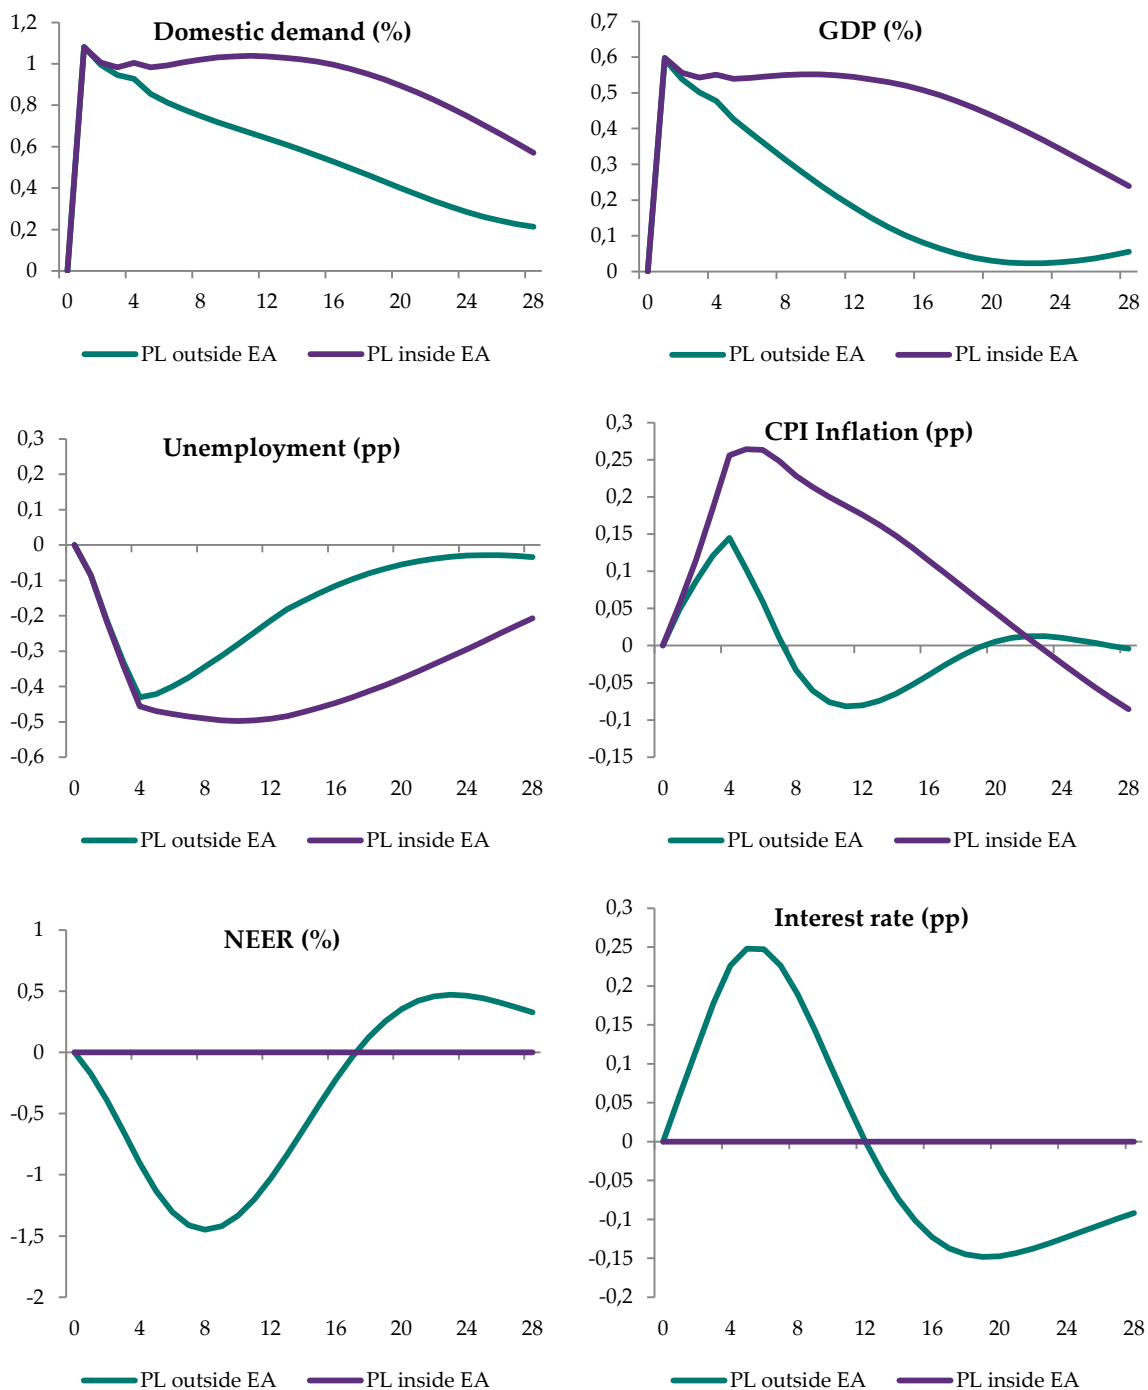 Domestic demand (%)
1,2
1
0,8
0,6
0,4
0,2
0
0 4 8 12 16 20 24 28
PL outside EA PL inside EA
GDP (%)
0,7
0,6
0,5
0,4
0,3
0,2
0,1
0
0 4 8 12 16 20 24 28
PL outside EA PL inside EA
Unemployment (pp)
0,3
0,2
0,1
0
-0,1
-0,2
-0,3
-0,4
-0,5
-0,6
0 4 8 12 16 20 24 28
PL outside EA PL inside EA
CPI Inflation (pp)
0,3
0,25
0,2
0,15
0,1
0,05
0
-0,05
-0,1
-0,15
0 4 8 12 16 20 24 28
PL outside EA PL inside EA
NEER (%)
1
0,5
0
-0,5
-1
-1,5
-2
0 4 8 12 16 20 24 28
PL outside EA PL inside EA
Interest rate (pp)
0,3
0,25
0,2
0,15
0,1
0,05
0
-0,05
-0,1
-0,15
-0,2
0 4 8 12 16 20 24 28
PL outside EA PL inside EA